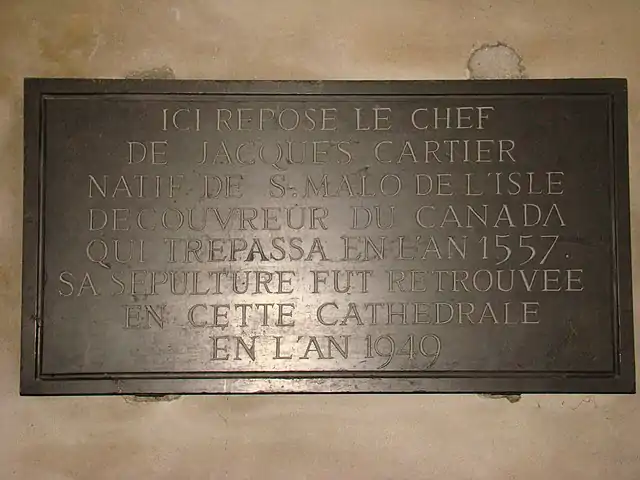 ICI REPOSE LE CHEF
DE JACQUES CARTIER
NATIF DE St MALO DE L'ISLE
DECOUVREUR DU CANADA
QUI TREPASSA EN L'AN 1557.
SA SEPULTURE FUT RETROUVEE
EN CETTE CATHEDRALE
EN L'AN 1949